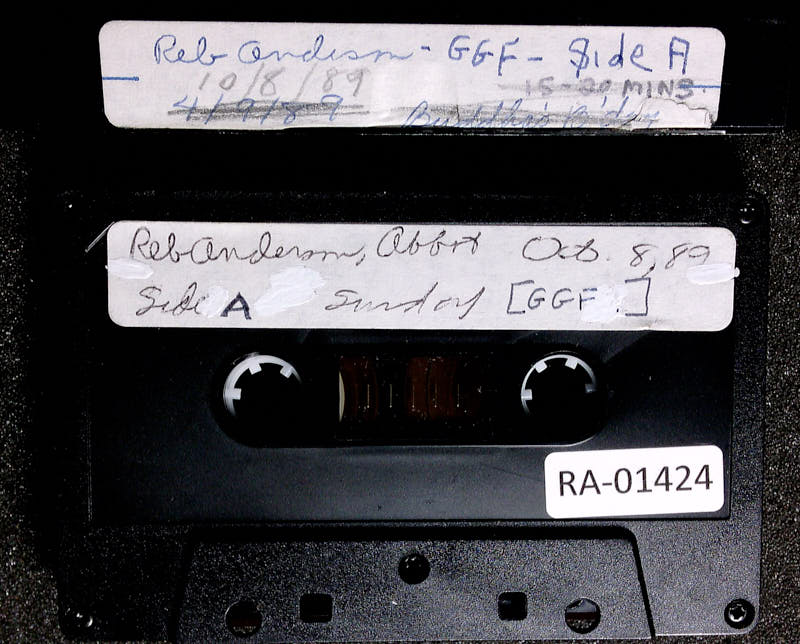 Reb Anderson - GGF - Side A
10/8/89 15-20 MINS
4/9/89 Buddha's B'day
Reb Anderson, Abbot Oct. 8, 89
Side A Sunday [GGF]
RA-01424